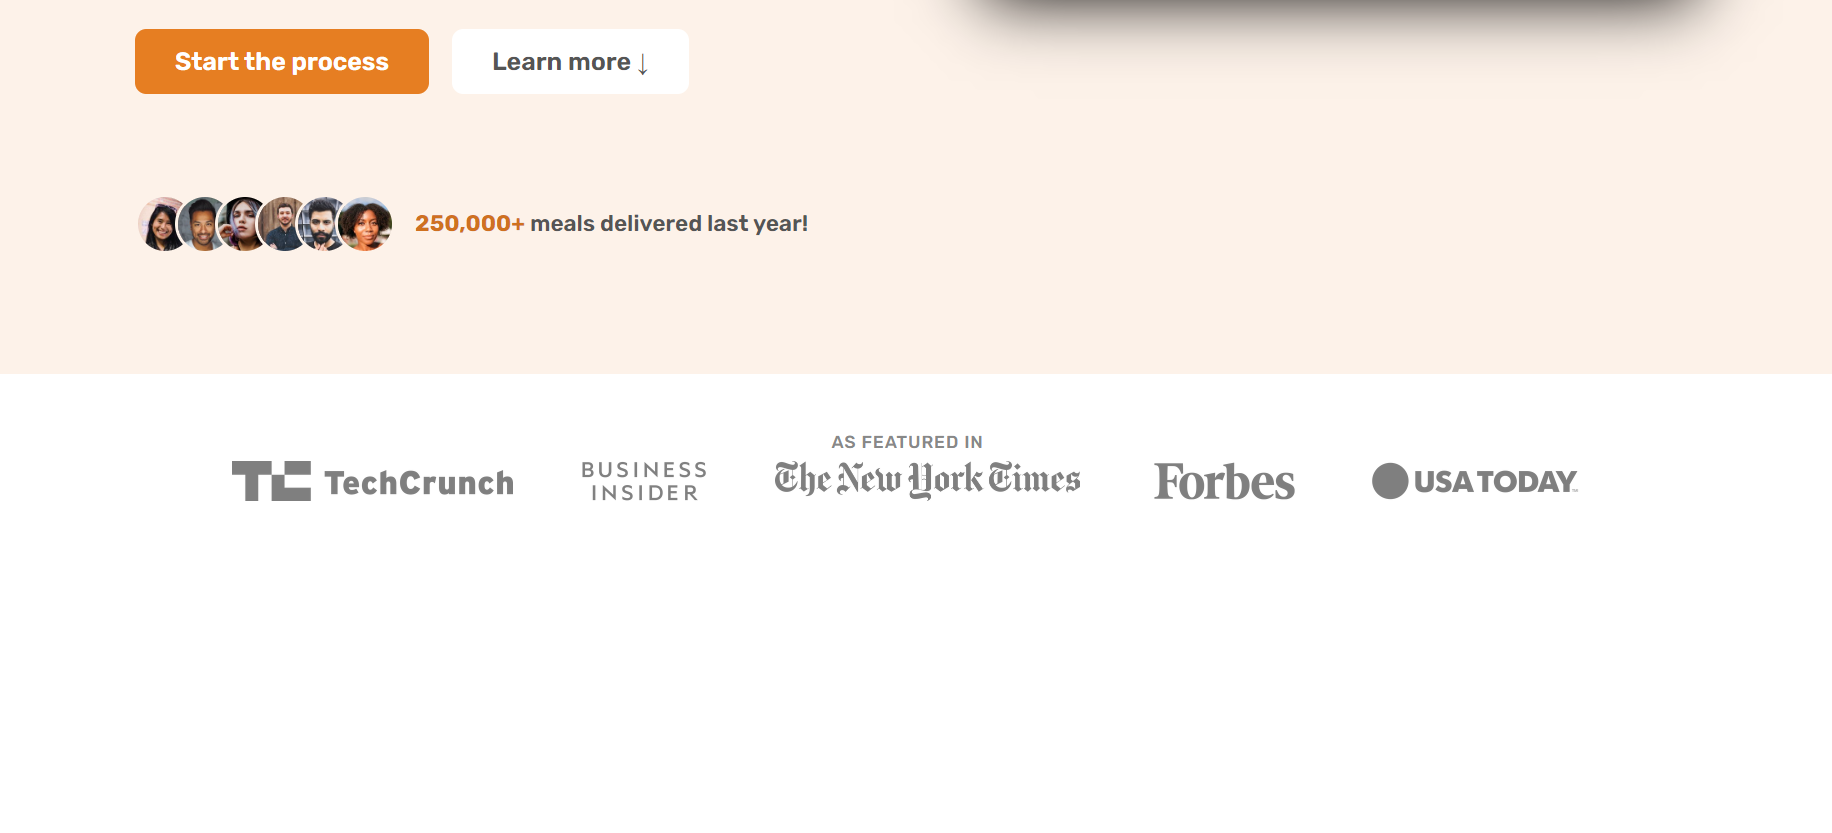 Start the process
Learn more ↓
250,000+ meals delivered last year!
AS FEATURED IN
TC TechCrunch
BUSINESS
INSIDER
The New York Times
Forbes
USA TODAY